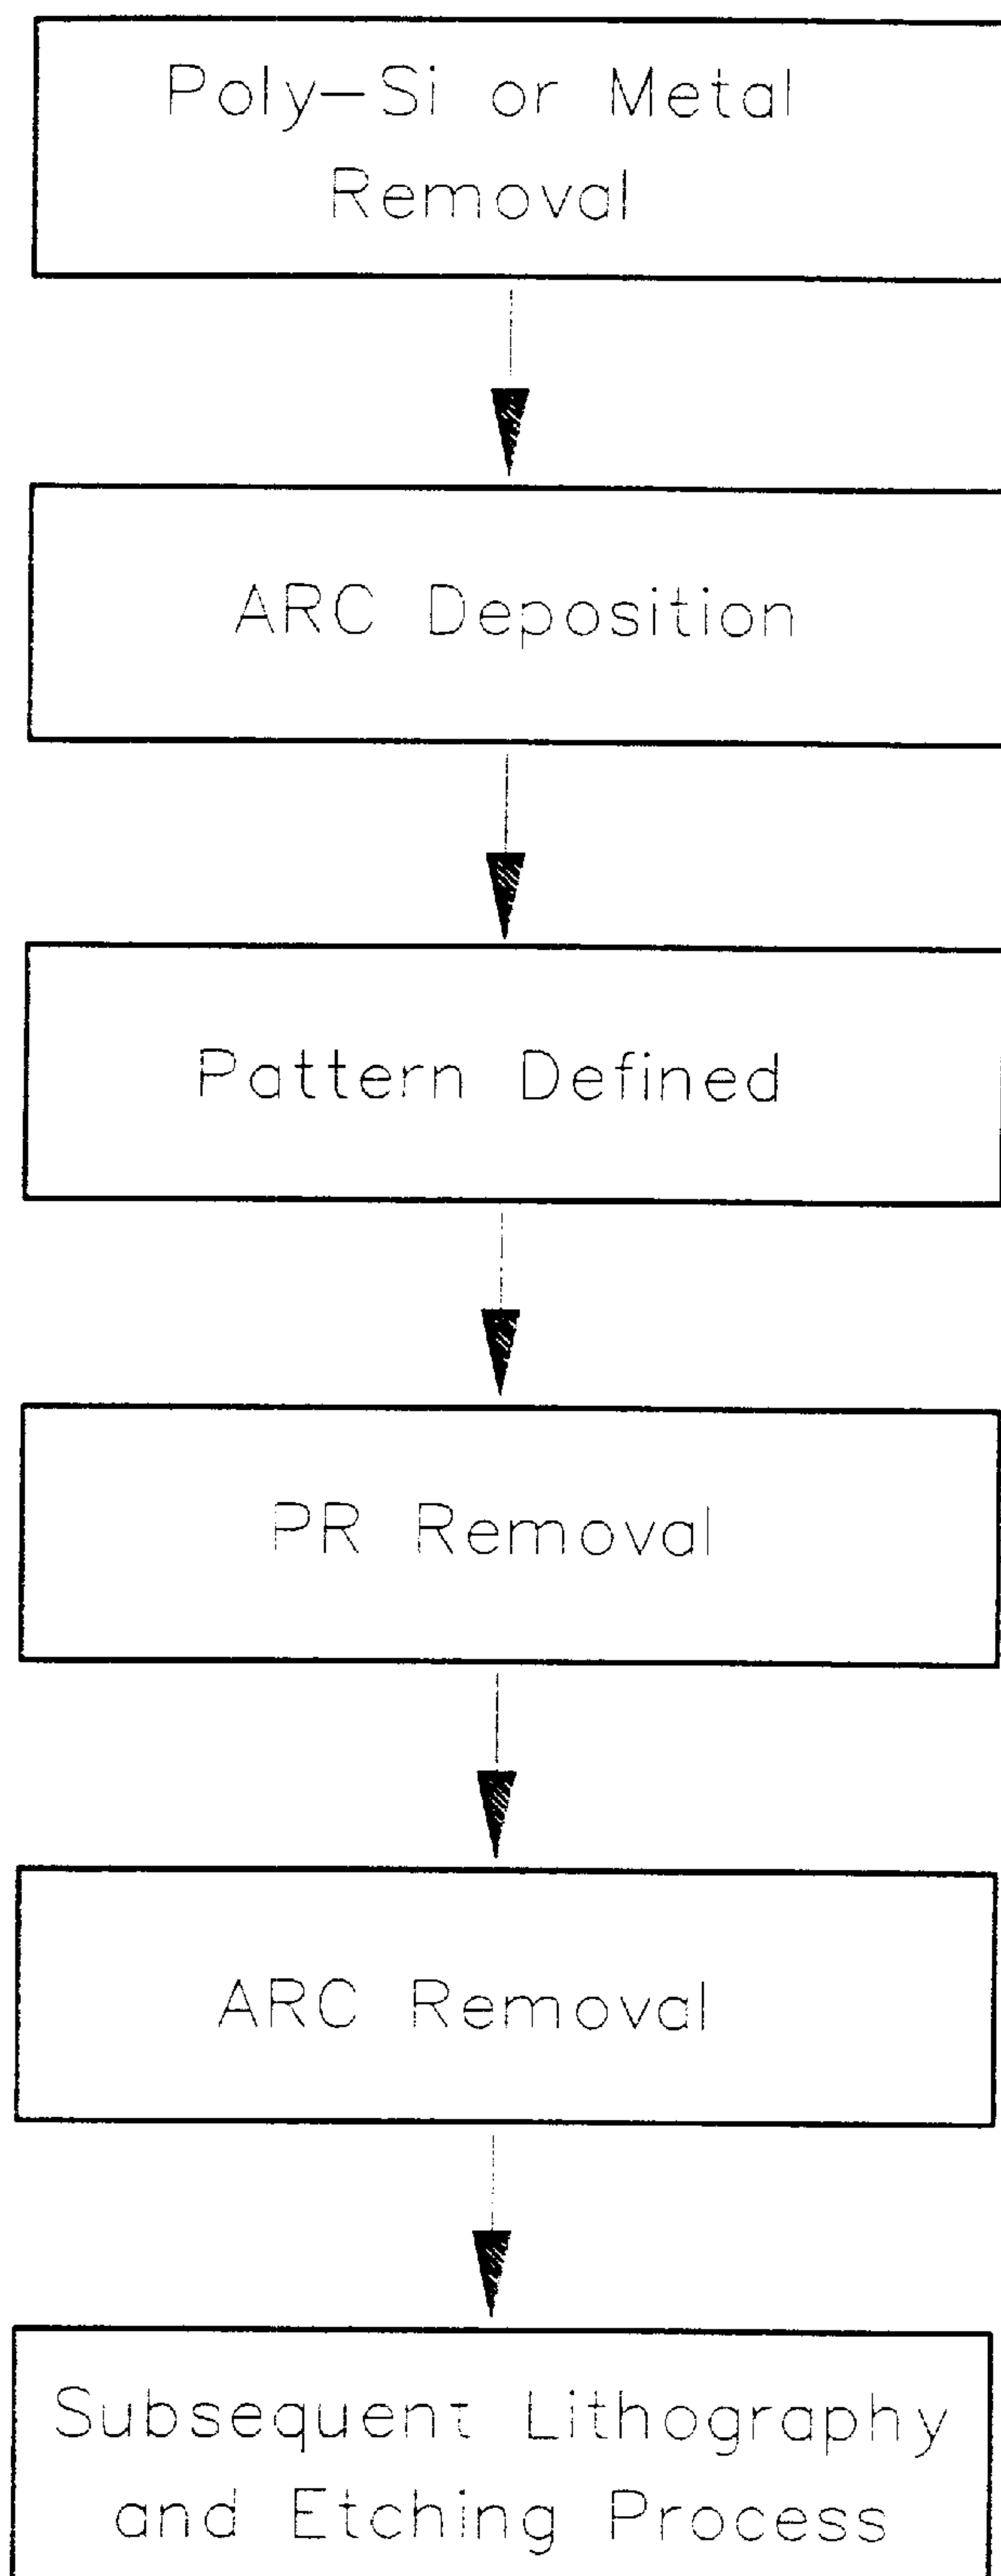 Poly-Si or Metal
Removal
ARC Deposition
Pattern Defined
PR Removal
ARC Removal
Subsequent Lithography
and Etching Process